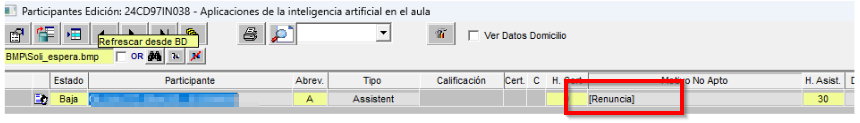 Participantes Edición: 24CD97IN038 - Aplicaciones de la inteligencia artificial en el aula
Ver Datos Domicilio
Refrescar desde BD
BMP\Soli_espera.bmp OR
Estado Participante Abrev. Tipo Calificación Cert. C H. Cert. Motivo No Apto H. Asist. D
Baja A Assistent [Renuncia] 30